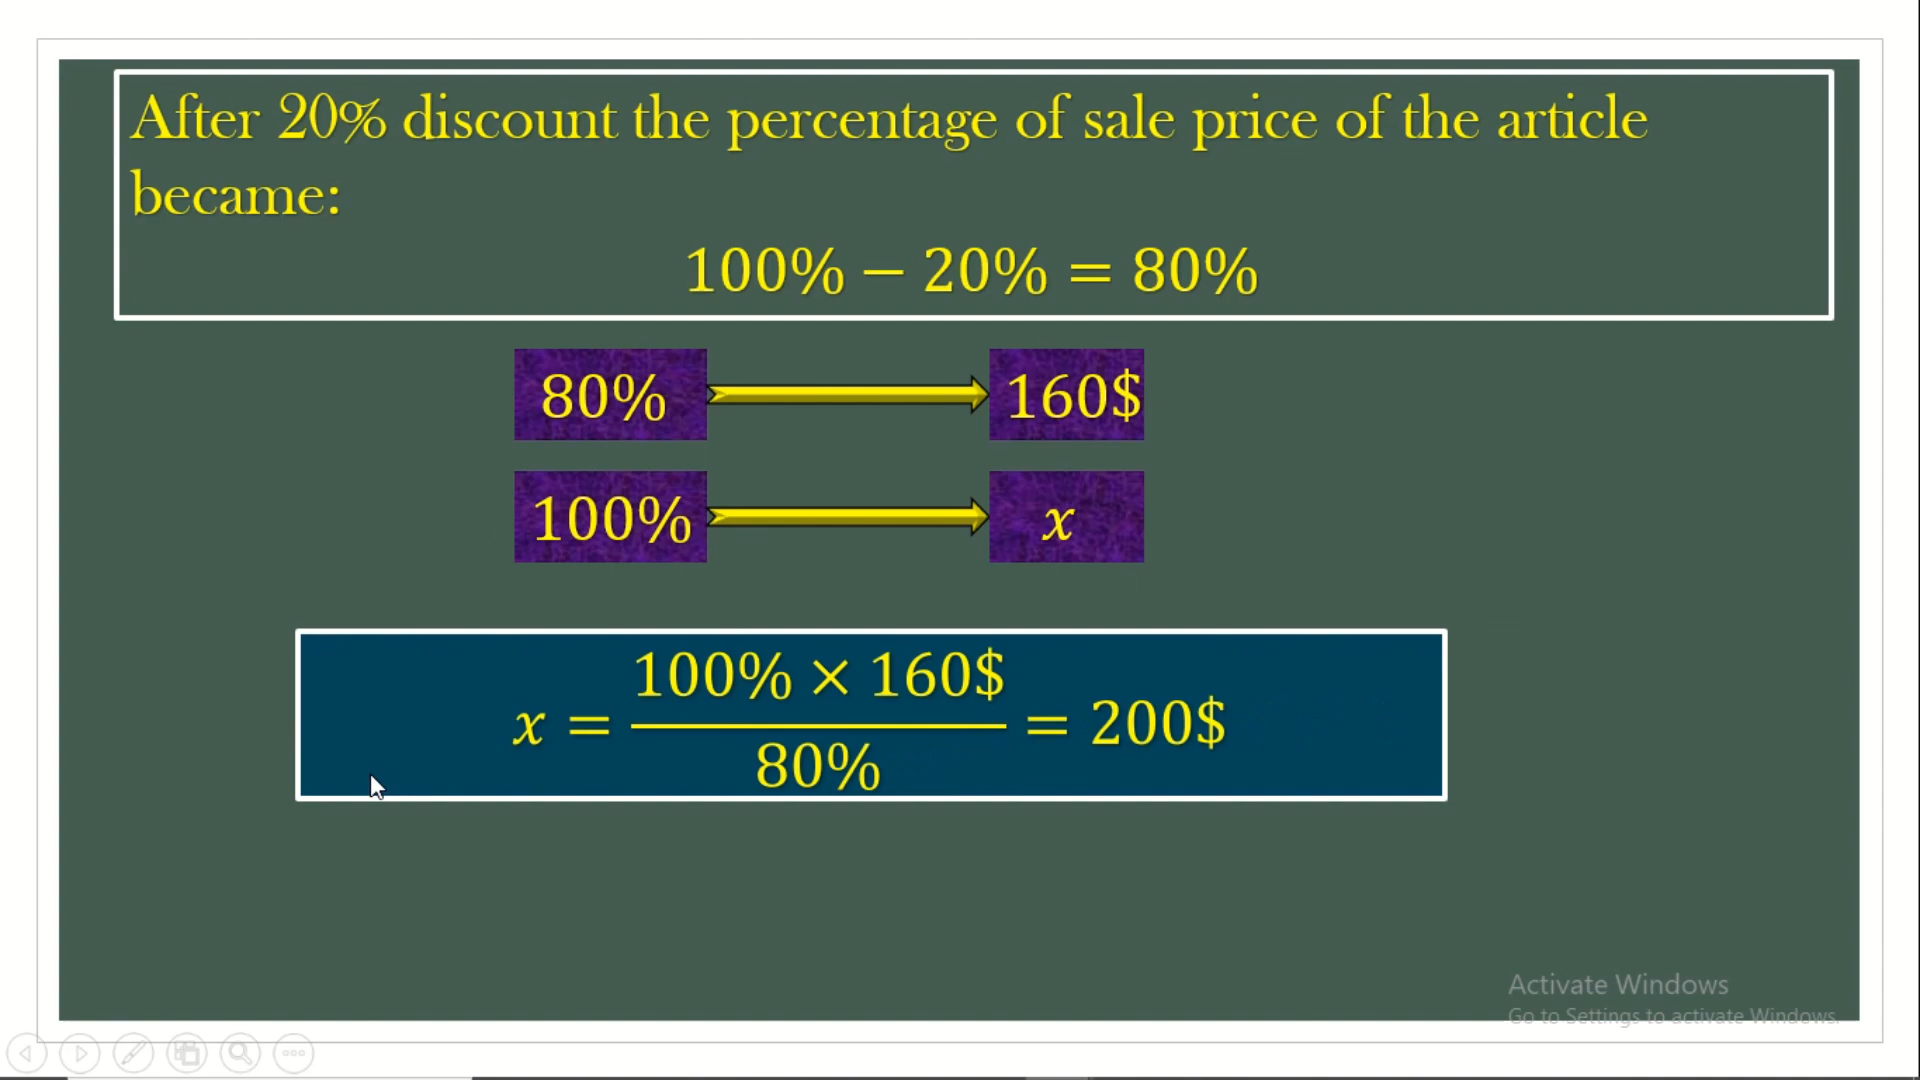 After 20% discount the percentage of sale price of the article
became:
100% − 20% = 80%
80% 160$
100% x
x = 100% × 160$ / 80% = 200$
Activate Windows
Go to Settings to activate Windows.